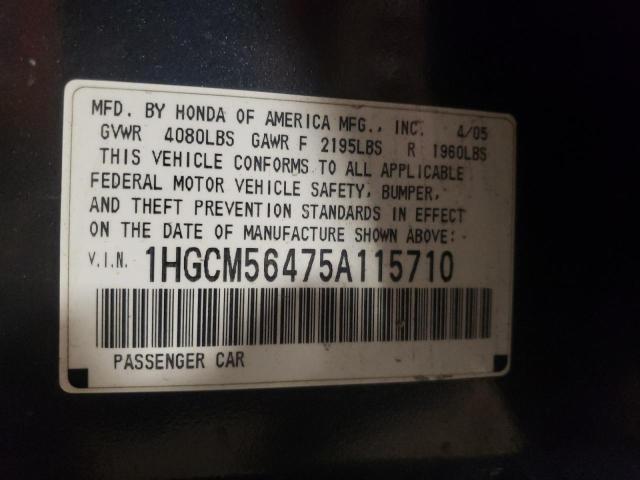 MFD. BY HONDA OF AMERICA MFG., INC. 4/05
GVWR 4080LBS GAWR F 2195LBS R 1960LBS
THIS VEHICLE CONFORMS TO ALL APPLICABLE
FEDERAL MOTOR VEHICLE SAFETY, BUMPER,
AND THEFT PREVENTION STANDARDS IN EFFECT
ON THE DATE OF MANUFACTURE SHOWN ABOVE:-
V.I.N. 1HGCM56475A115710
PASSENGER CAR